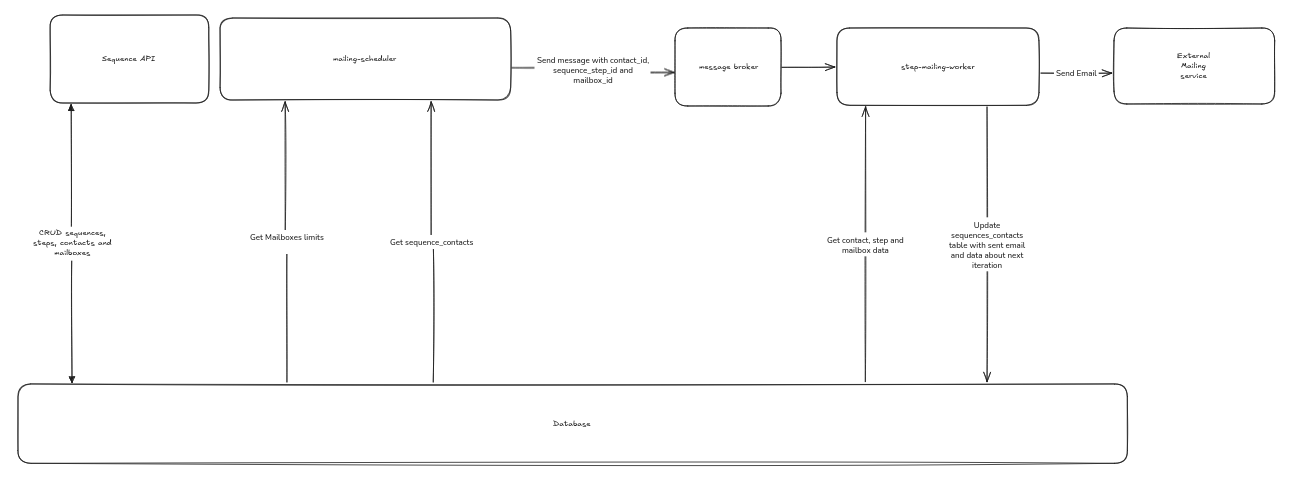 Sequence API
mailing-scheduler
Send message with contact_id,
sequence_step_id and
mailbox_id
message broker
step-mailing-worker
Send Email
External
Mailing
service
CRUD sequences,
steps, contacts and
mailboxes
Get Mailboxes limits
Get sequence_contacts
Get contact, step and
mailbox data
Update
sequences_contacts
table with sent email
and data about next
iteration
Database